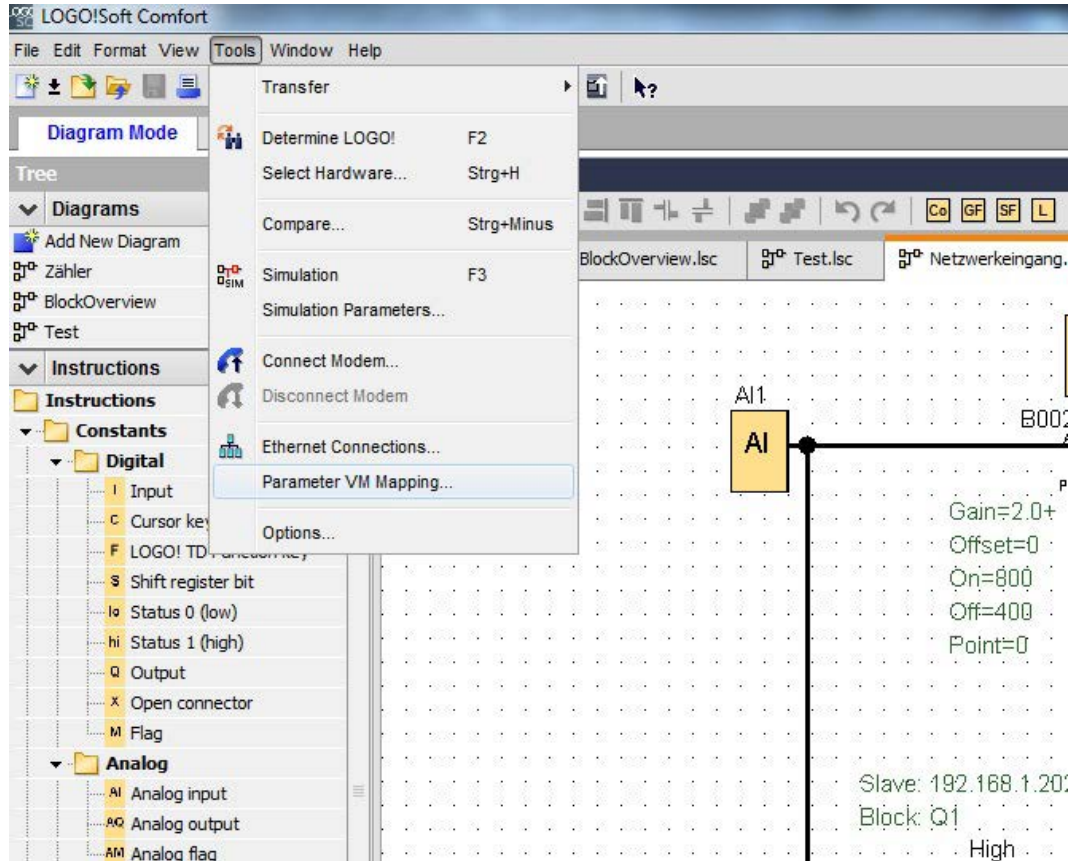 LOGO!Soft Comfort
File Edit Format View Tools Window Help
Transfer
Diagram Mode
Determine LOGO! F2
Select Hardware... Strg+H
Compare... Strg+Minus
Simulation F3
Simulation Parameters...
Connect Modem...
Disconnect Modem
Ethernet Connections...
Parameter VM Mapping...
Options...
Tree
Diagrams
Add New Diagram
Zähler
BlockOverview
Test
Instructions
Instructions
Constants
Digital
I Input
C Cursor key
F LOGO! TD Function key
S Shift register bit
lo Status 0 (low)
hi Status 1 (high)
Q Output
X Open connector
M Flag
Analog
AI Analog input
AQ Analog output
AM Analog flag
Co GF SF L
BlockOverview.lsc Test.lsc Netzwerkeingang.
AI1
AI
B002
Gain=2.0+
Offset=0
On=800
Off=400
Point=0
Slave: 192.168.1.202
Block: Q1
High